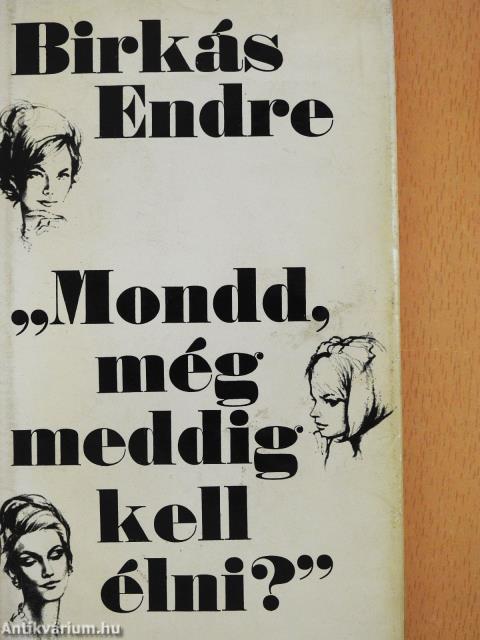 Birkás
Endre
„Mondd,
még
meddig
kell
élni?”
Antikvárium.hu